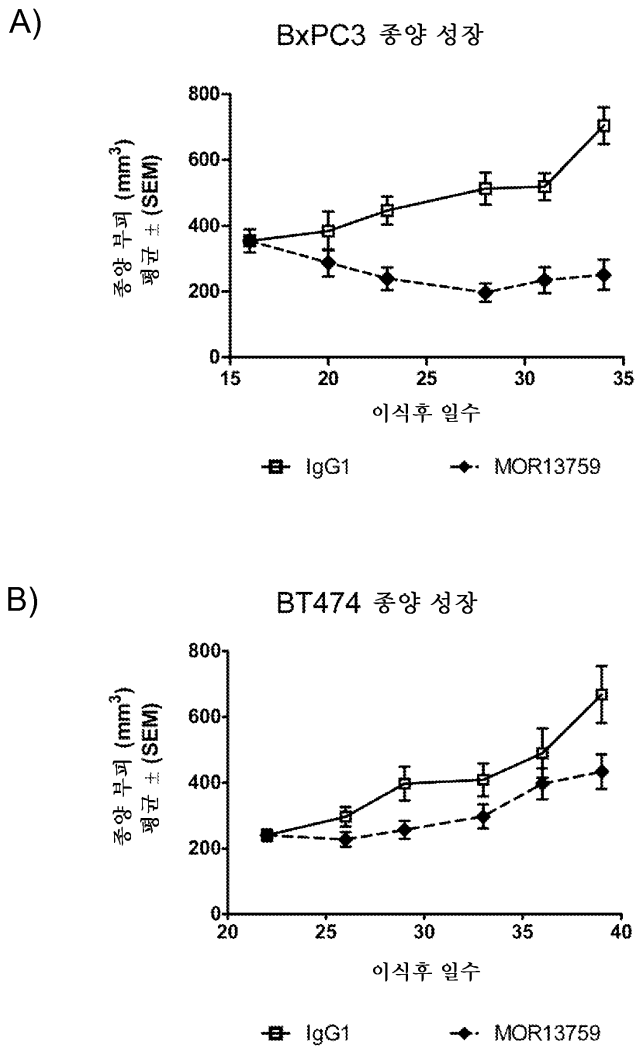 A)
BxPC3 종양 성장
종양 부피 (mm³)
평균 ± (SEM)
800
600
400
200
0
15 20 25 30 35
이식후 일수
IgG1 MOR13759
B)
BT474 종양 성장
종양 부피 (mm³)
평균 ± (SEM)
800
600
400
200
0
20 25 30 35 40
이식후 일수
IgG1 MOR13759